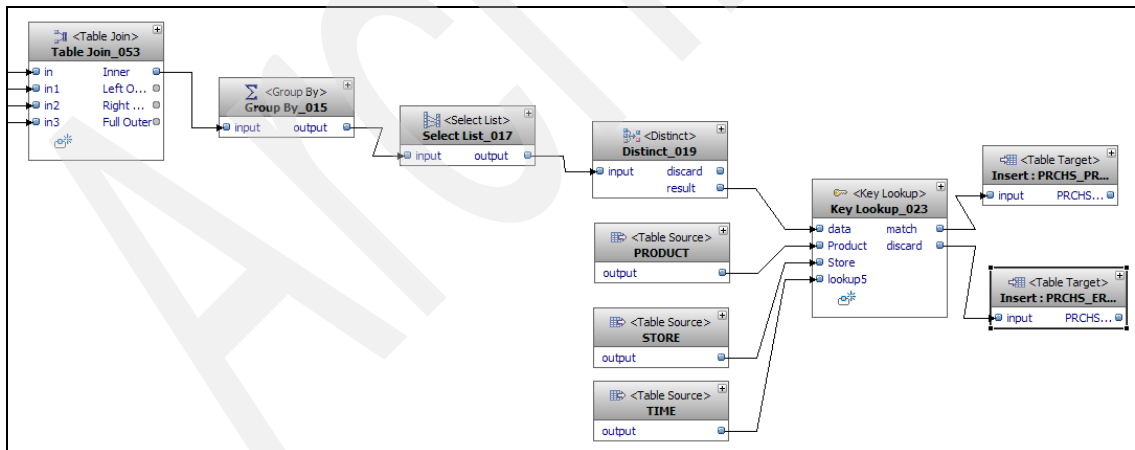 <Table Join>
Table Join_053
in Inner
in1 Left O...
in2 Right ...
in3 Full Outer
<Group By>
Group By_015
input output
<Select List>
Select List_017
input output
<Distinct>
Distinct_019
input discard
result
<Table Source>
PRODUCT
output
<Table Source>
STORE
output
<Table Source>
TIME
output
<Key Lookup>
Key Lookup_023
data match
Product discard
Store
lookup5
<Table Target>
Insert : PRCHS_PR...
input PRCHS...
<Table Target>
Insert : PRCHS_ER...
input PRCHS...